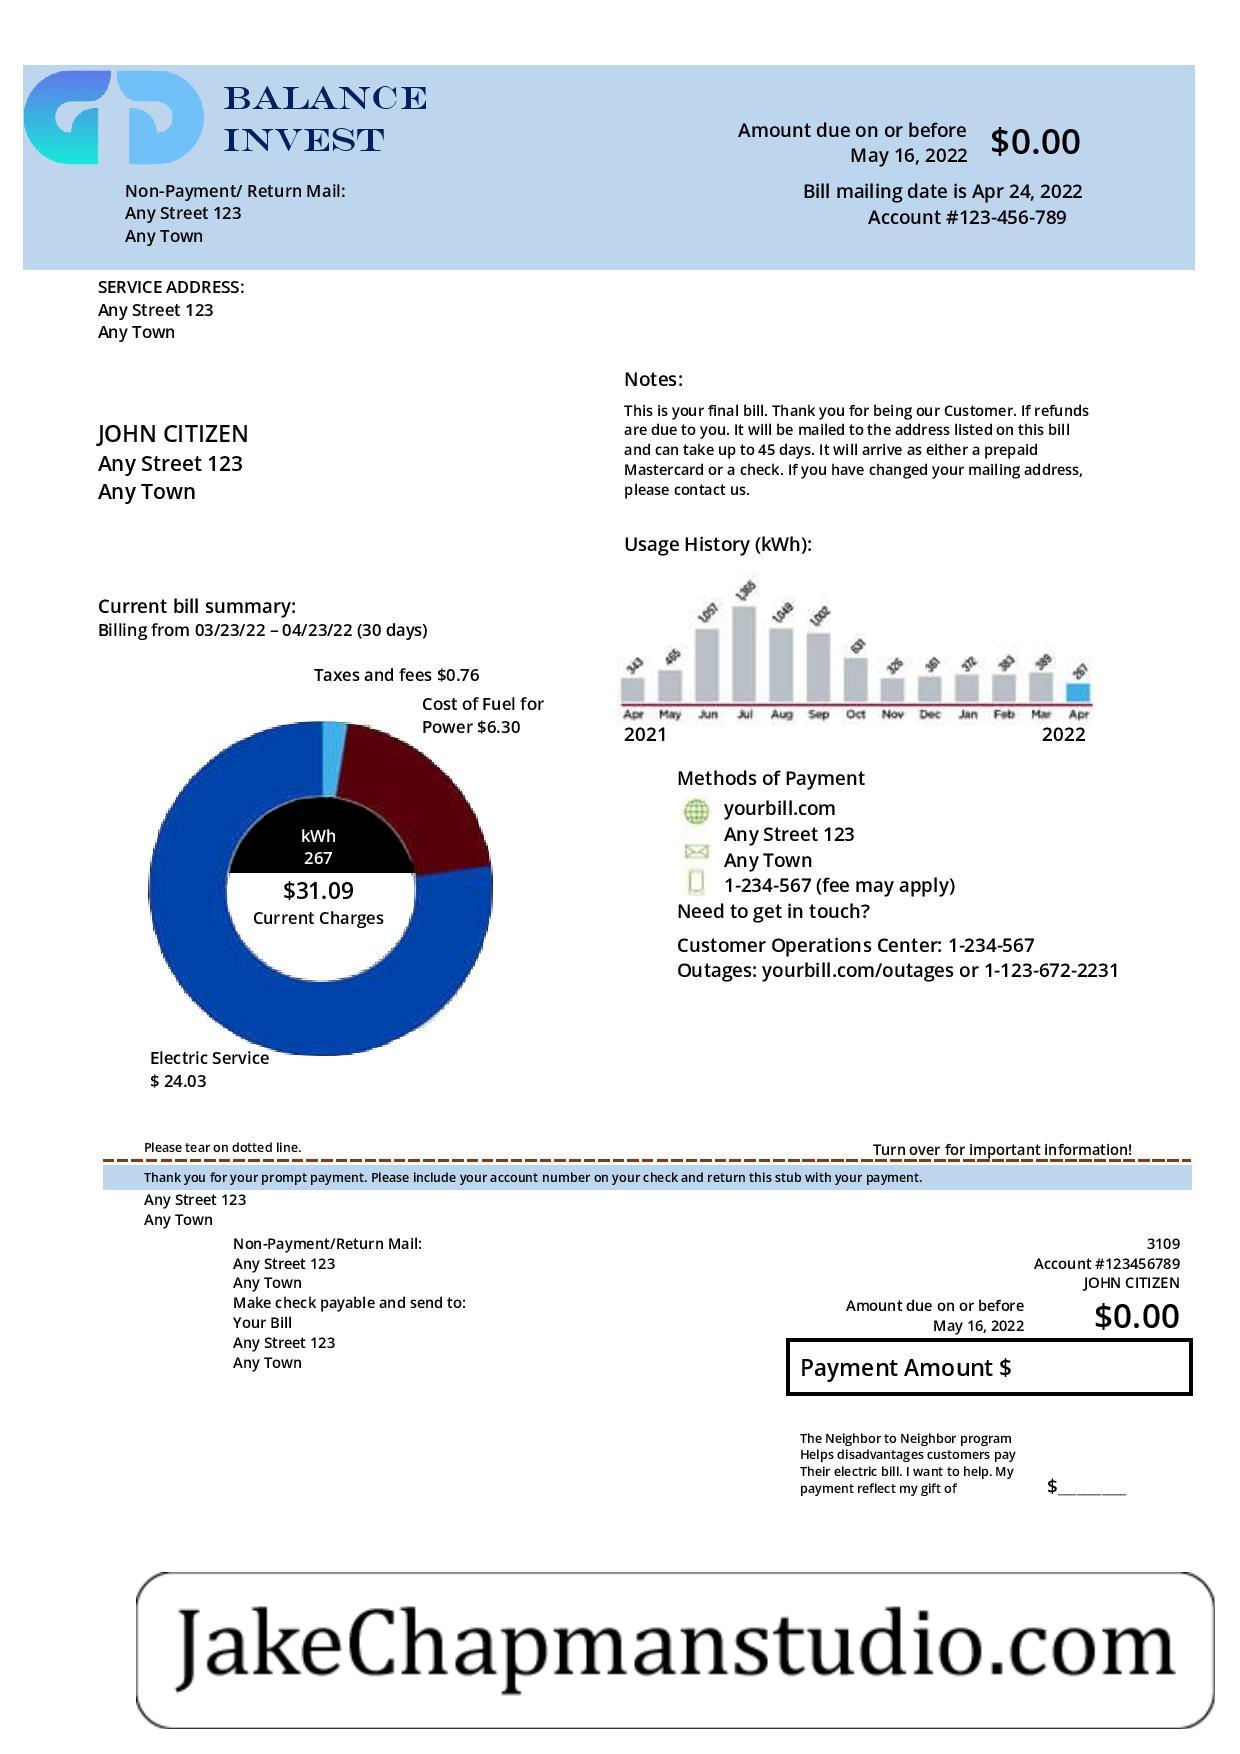 BALANCE
INVEST
Amount due on or before
May 16, 2022
$0.00
Non-Payment/ Return Mail:
Any Street 123
Any Town
Bill mailing date is Apr 24, 2022
Account #123-456-789
SERVICE ADDRESS:
Any Street 123
Any Town
JOHN CITIZEN
Any Street 123
Any Town
Notes:
This is your final bill. Thank you for being our Customer. If refunds
are due to you. It will be mailed to the address listed on this bill
and can take up to 45 days. It will arrive as either a prepaid
Mastercard or a check. If you have changed your mailing address,
please contact us.
Current bill summary:
Billing from 03/23/22 – 04/23/22 (30 days)
Taxes and fees $0.76
Cost of Fuel for
Power $6.30
kWh
267
$31.09
Current Charges
Electric Service
$ 24.03
Usage History (kWh):
343 465 1,057 1,365 1,049 1,002 631 326 361 372 383 389 267
Apr May Jun Jul Aug Sep Oct Nov Dec Jan Feb Mar Apr
2021 2022
Methods of Payment
yourbill.com
Any Street 123
Any Town
1-234-567 (fee may apply)
Need to get in touch?
Customer Operations Center: 1-234-567
Outages: yourbill.com/outages or 1-123-672-2231
Please tear on dotted line.
Turn over for important information!
Thank you for your prompt payment. Please include your account number on your check and return this stub with your payment.
Any Street 123
Any Town
Non-Payment/Return Mail:
Any Street 123
Any Town
Make check payable and send to:
Your Bill
Any Street 123
Any Town
3109
Account #123456789
JOHN CITIZEN
Amount due on or before
May 16, 2022
$0.00
Payment Amount $
The Neighbor to Neighbor program
Helps disadvantages customers pay
Their electric bill. I want to help. My
payment reflect my gift of
$________
JakeChapmanstudio.com